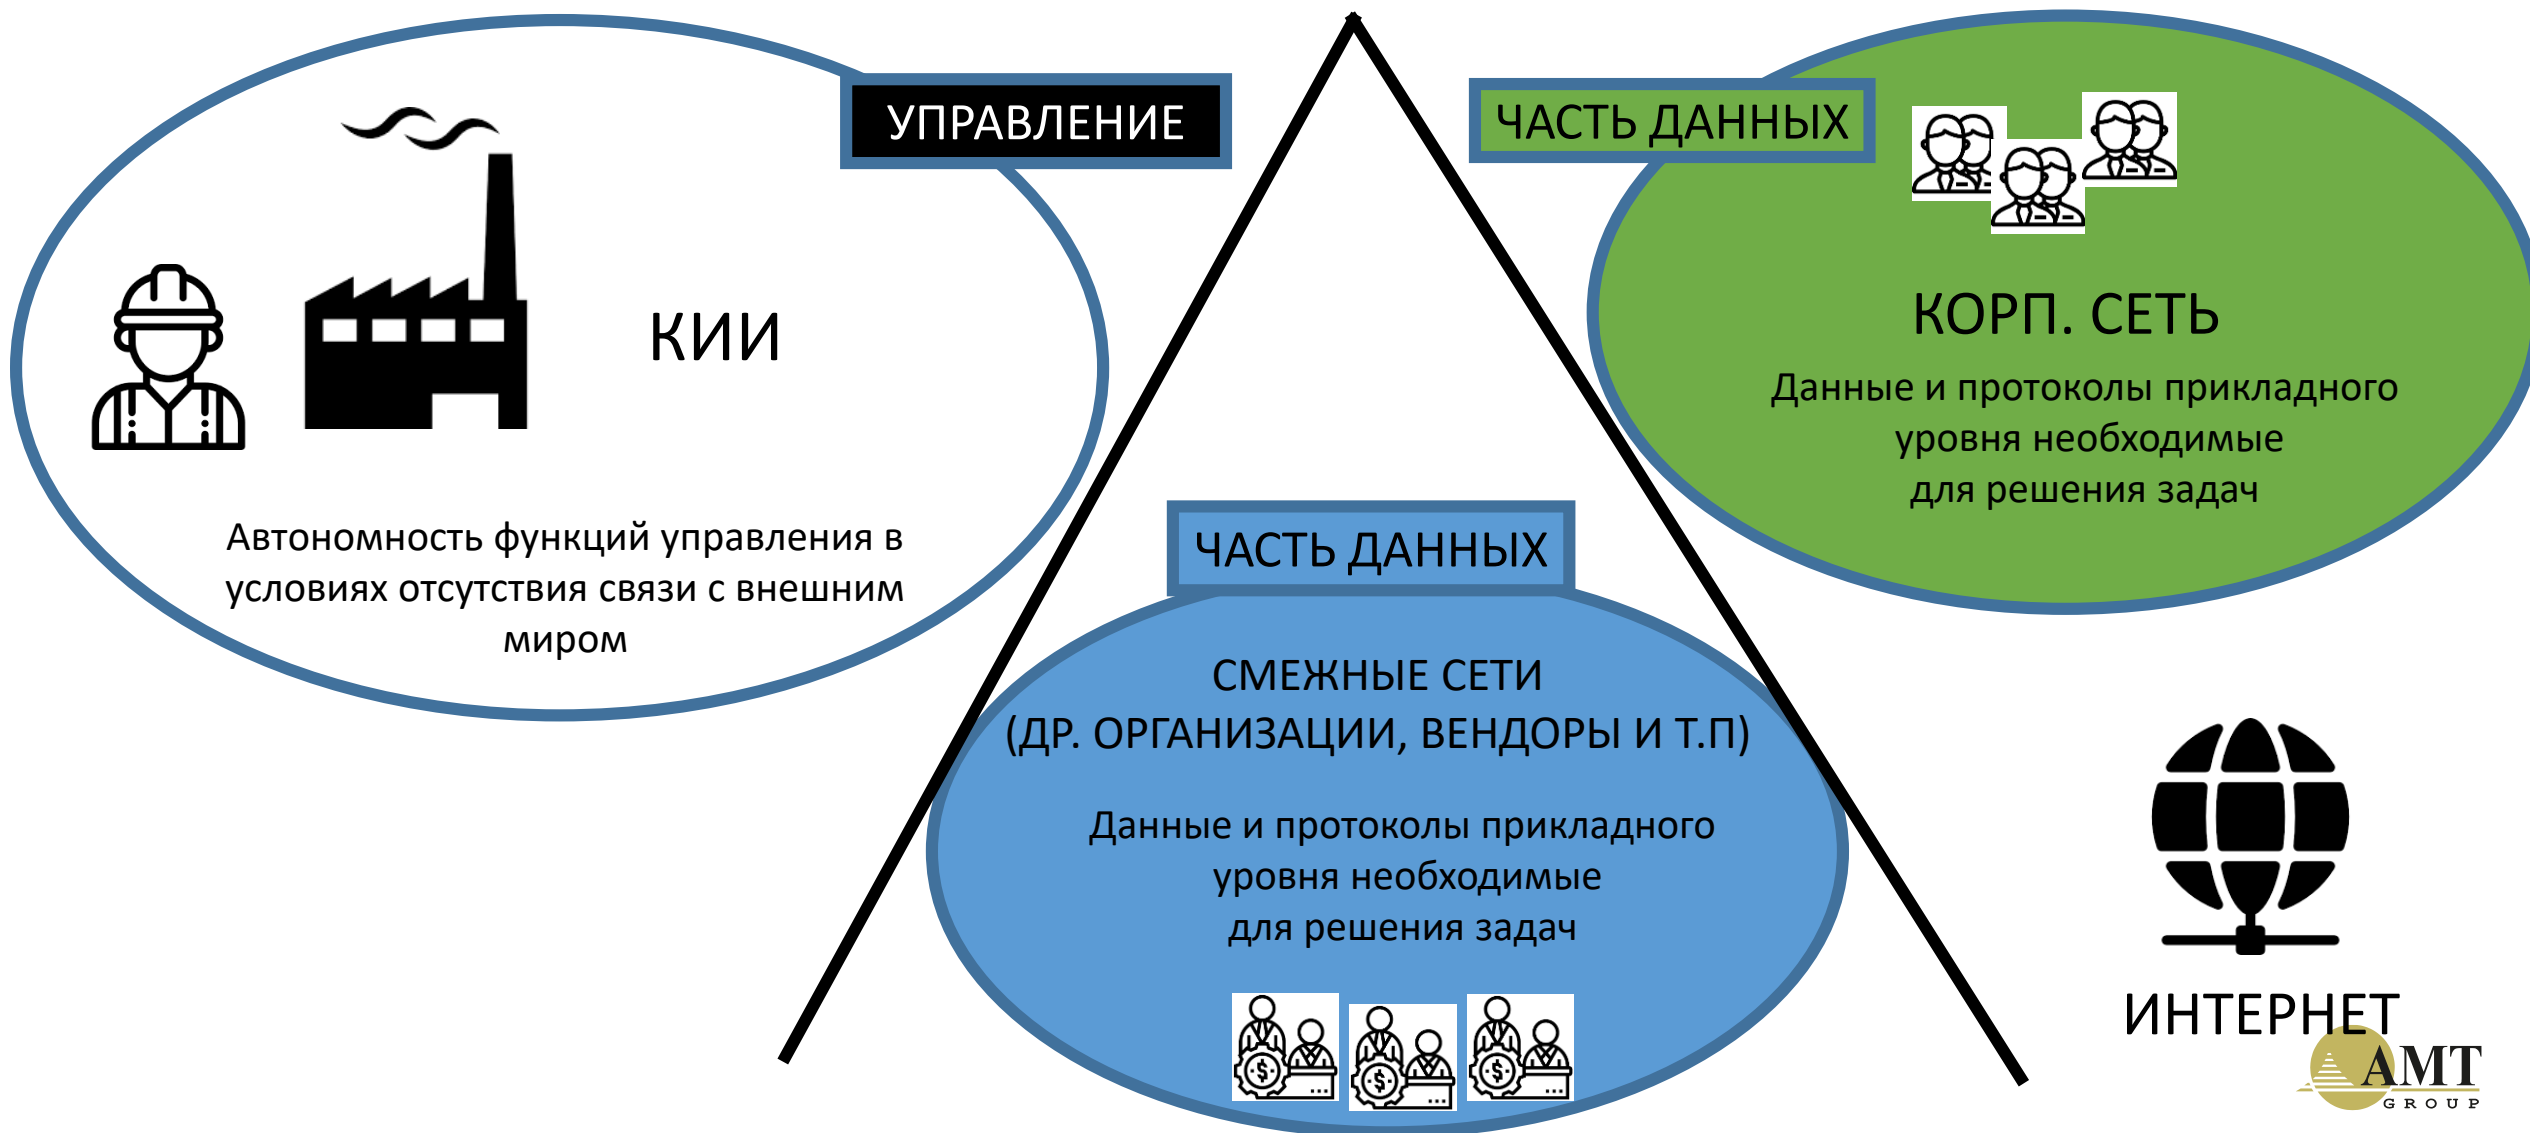 УПРАВЛЕНИЕ
КИИ
Автономность функций управления в
условиях отсутствия связи с внешним
миром
ЧАСТЬ ДАННЫХ
КОРП. СЕТЬ
Данные и протоколы прикладного
уровня необходимые
для решения задач
ЧАСТЬ ДАННЫХ
СМЕЖНЫЕ СЕТИ
(ДР. ОРГАНИЗАЦИИ, ВЕНДОРЫ И Т.П)
Данные и протоколы прикладного
уровня необходимые
для решения задач
ИНТЕРНЕТ
AMT
GROUP